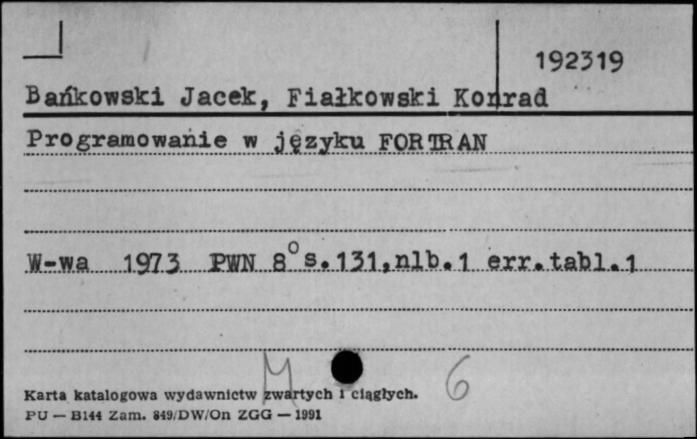 192319
Bańkowski Jacek, Fiałkowski Konrad
Programowanie w języku FORTRAN
W-wa 1973 PWN 8° s.131,nlb.1 err.tabl.1
M 6
Karta katalogowa wydawnictw zwartych i ciągłych.
PU — B144 Zam. 849/DW/On ZGG — 1991